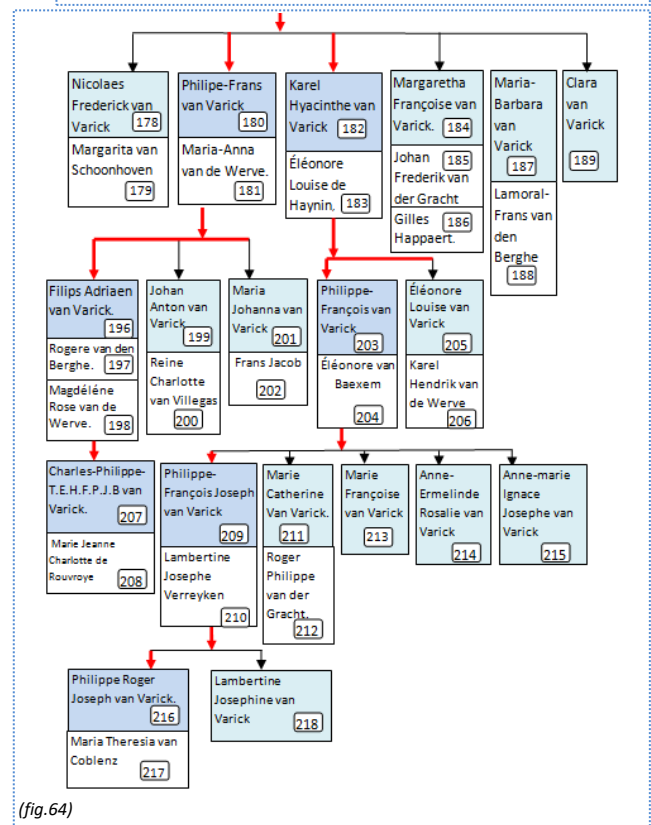 Nicolaes
Frederick van
Varick 178
Margarita van
Schoonhoven
179
Philipe-Frans
van Varick
180
Maria-Anna
van de Werve.
181
Karel
Hyacinthe van
Varick 182
Éléonore
Louise de
Haynin, 183
Margaretha
Françoise van
Varick. 184
Johan 185
Frederik van
der Gracht
Gilles 186
Happaert.
Maria-
Barbara
van
Varick
187
Lamoral-
Frans van
den
Berghe
188
Clara
van
Varick
189
Filips Adriaen
van Varick.
196
Rogere van den
Berghe. 197
Magdéléne
Rose van de
Werve. 198
Johan
Anton van
Varick 199
Reine
Charlotte
van Villegas
200
Maria
Johanna van
Varick 201
Frans Jacob
202
Philippe-
François van
Varick 203
Éléonore van
Baexem
204
Éléonore
Louise van
Varick
205
Karel
Hendrik van
de Werve
206
Charles-Philippe-
T.E.H.F.P.J.B van
Varick. 207
Marie Jeanne
Charlotte de
Rouvroye 208
Philippe-
François Joseph
van Varick
209
Lambertine
Josephe
Verreyken
210
Marie
Catherine
Van Varick.
211
Roger
Philippe
van der
Gracht.
212
Marie
Françoise
van Varick
213
Anne-
Ermelinde
Rosalie van
Varick
214
Anne-marie
Ignace
Josephe van
Varick 215
Philippe Roger
Joseph van Varick.
216
Maria Theresia van
Coblenz
217
Lambertine
Josephine van
Varick 218
(fig.64)